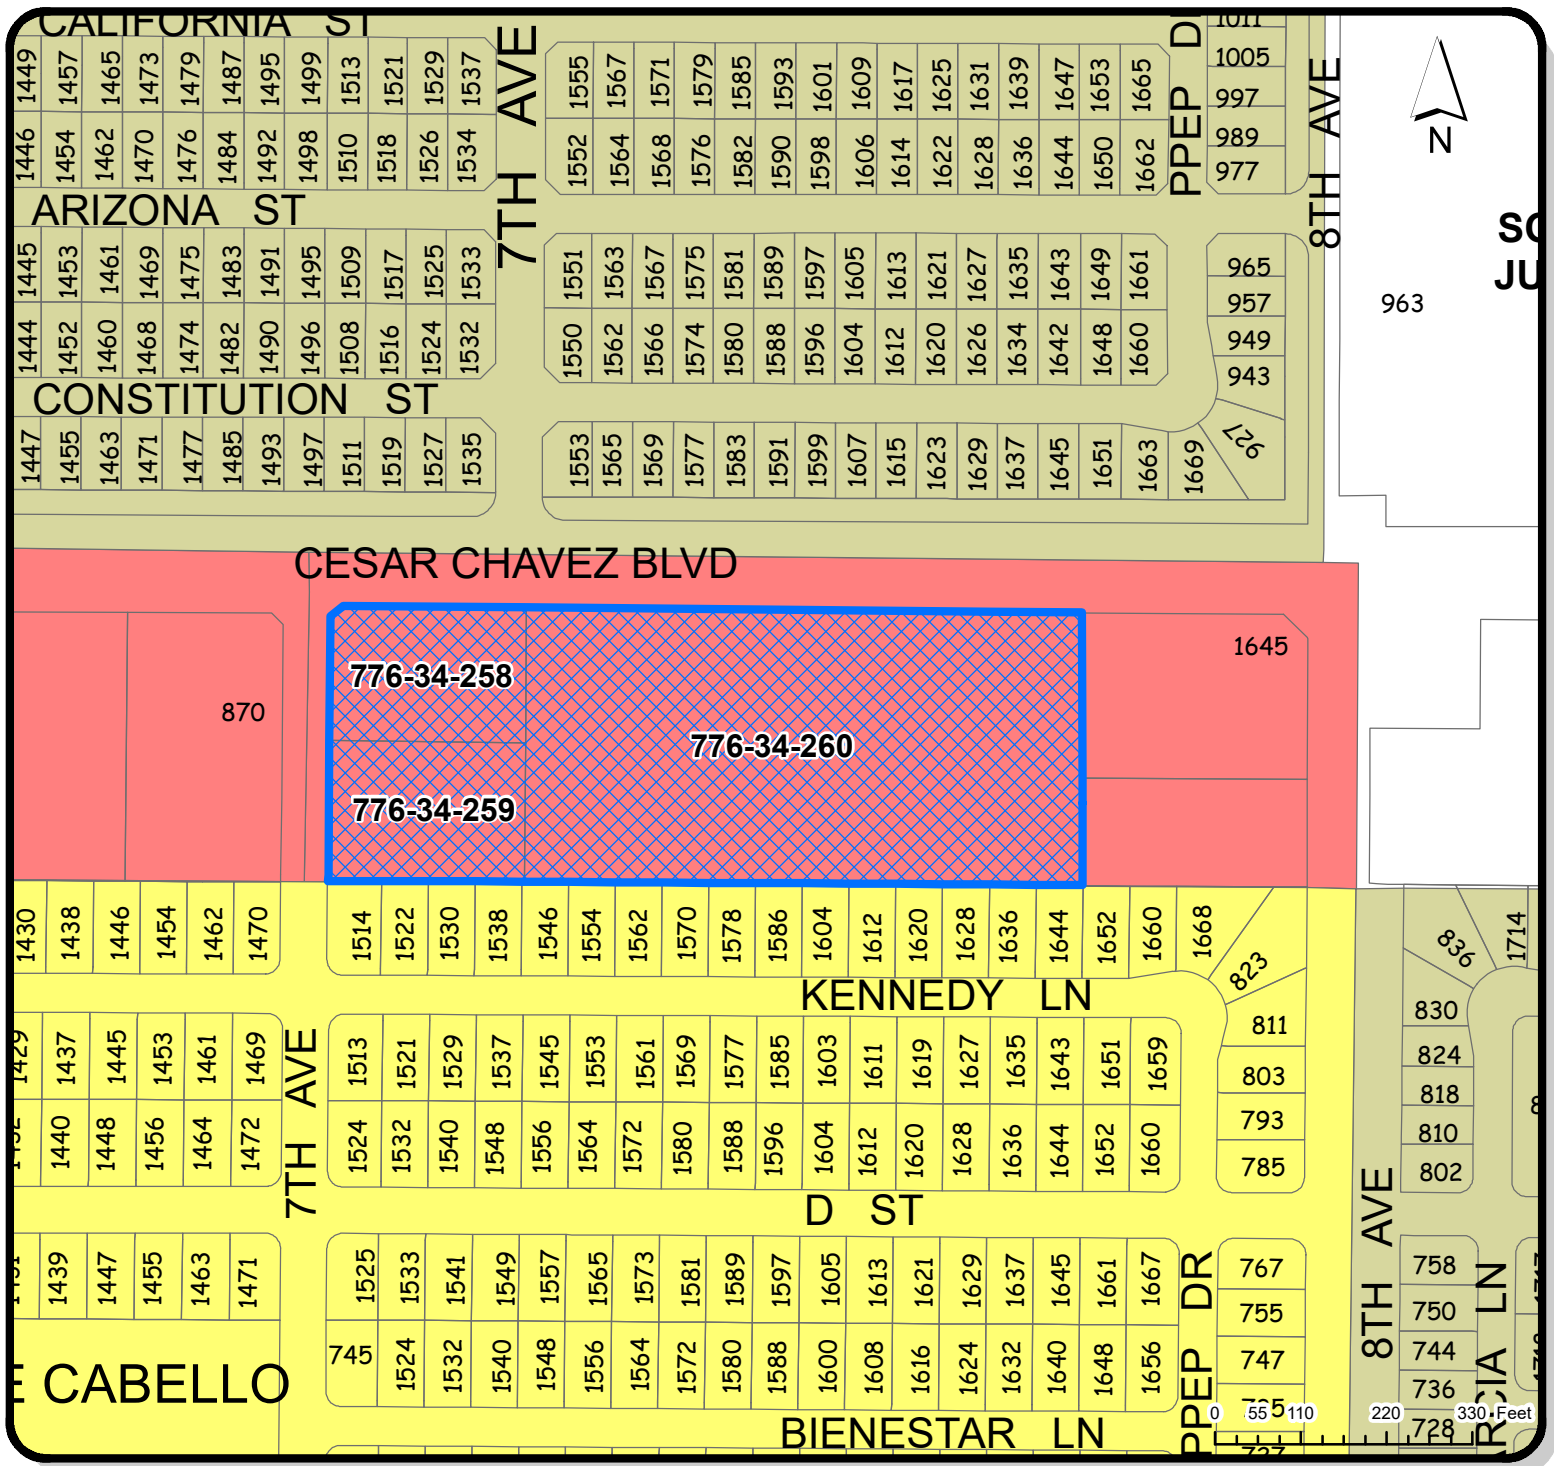 CALIFORNIA ST
7TH AVE
PPEP D
8TH AVE
1449 1457 1465 1473 1479 1487 1495 1499 1513 1521 1529 1537
1555 1567 1571 1579 1585 1593 1601 1609 1617 1625 1631 1639 1647 1653 1665
1011
1005
997
989
977
N
1446 1454 1462 1470 1476 1484 1492 1498 1510 1518 1526 1534
1552 1564 1568 1576 1582 1590 1598 1606 1614 1622 1628 1636 1644 1650 1662
ARIZONA ST
SC
JU
963
1445 1453 1461 1469 1475 1483 1491 1495 1509 1517 1525 1533
1551 1563 1567 1575 1581 1589 1597 1605 1613 1621 1627 1635 1643 1649 1661
965
957
949
943
927
1444 1452 1460 1468 1474 1482 1490 1496 1508 1516 1524 1532
1550 1562 1566 1574 1580 1588 1596 1604 1612 1620 1626 1634 1642 1648 1660
CONSTITUTION ST
1447 1455 1463 1471 1477 1485 1493 1497 1511 1519 1527 1535
1553 1565 1569 1577 1583 1591 1599 1607 1615 1623 1629 1637 1645 1651 1663 1669
CESAR CHAVEZ BLVD
1645
776-34-258
870
776-34-260
776-34-259
1430 1438 1446 1454 1462 1470
1514 1522 1530 1538 1546 1554 1562 1570 1578 1586 1604 1612 1620 1628 1636 1644 1652 1660 1668
823
836
1714
KENNEDY LN
811
803
793
785
830
824
818
810
802
1429 1437 1445 1453 1461 1469
7TH AVE
1513 1521 1529 1537 1545 1553 1561 1569 1577 1585 1603 1611 1619 1627 1635 1643 1651 1659
1440 1448 1456 1464 1472
1524 1532 1540 1548 1556 1564 1572 1580 1588 1596 1604 1612 1620 1628 1636 1644 1652 1660
D ST
8TH AVE
1439 1447 1455 1463 1471
1525 1533 1541 1549 1557 1565 1573 1581 1589 1597 1605 1613 1621 1629 1637 1645 1661 1667
PPEP DR
767
755
747
758
750
744
736
728
RCIA LN
745 1524 1532 1540 1548 1556 1564 1572 1580 1588 1600 1608 1616 1624 1632 1640 1648 1656
E CABELLO
BIENESTAR LN
0 55 110 220 330 Feet